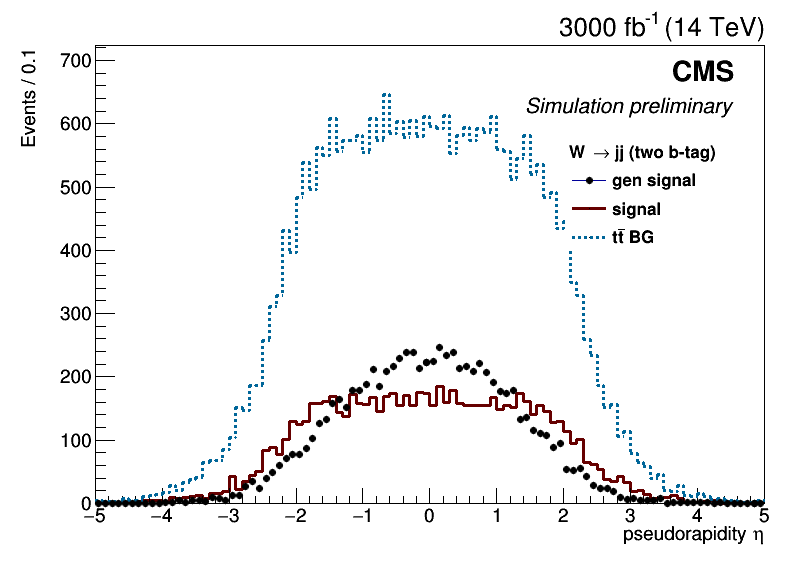 3000 fb⁻¹ (14 TeV)
Events / 0.1
700
600
500
400
300
200
100
0
CMS
Simulation preliminary
W → jj (two b-tag)
gen signal
signal
tt̄ BG
−5 −4 −3 −2 −1 0 1 2 3 4 5
pseudorapidity η